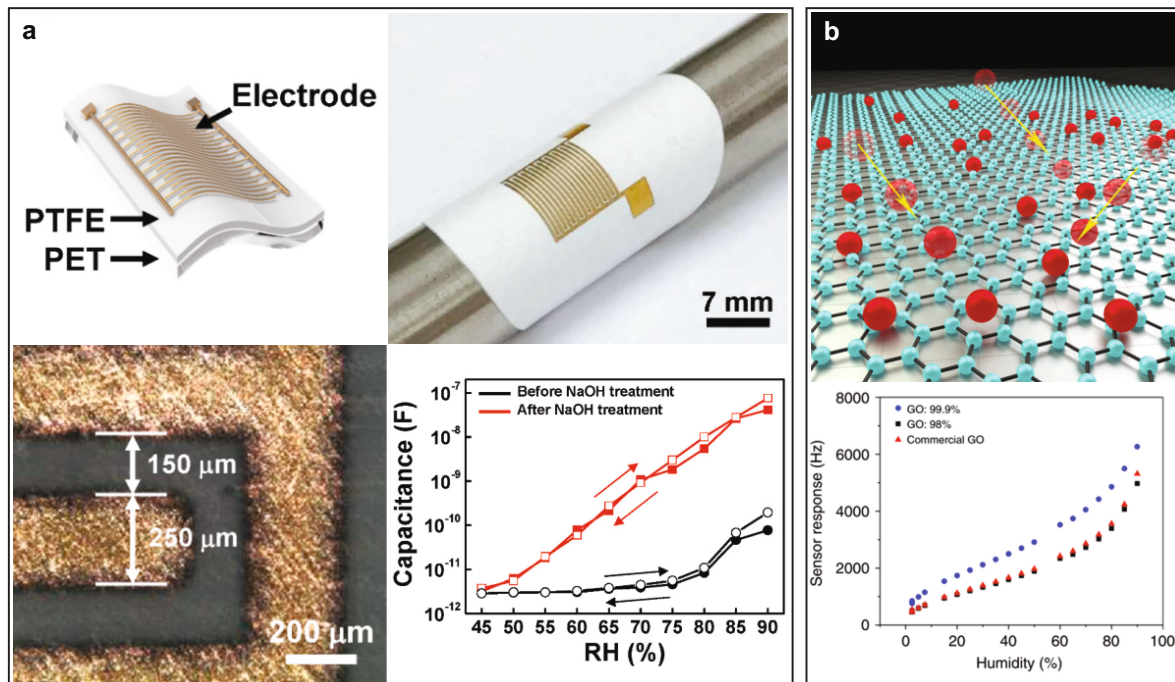 a
Electrode
PTFE
PET
7 mm
150 μm
250 μm
200 μm
Before NaOH treatment
After NaOH treatment
Capacitance (F)
10⁻⁷
10⁻⁸
10⁻⁹
10⁻¹⁰
10⁻¹¹
10⁻¹²
45 50 55 60 65 70 75 80 85 90
RH (%)
b
GO: 99.9%
GO: 98%
Commercial GO
Sensor response (Hz)
8000
6000
4000
2000
0
0 20 40 60 80 100
Humidity (%)